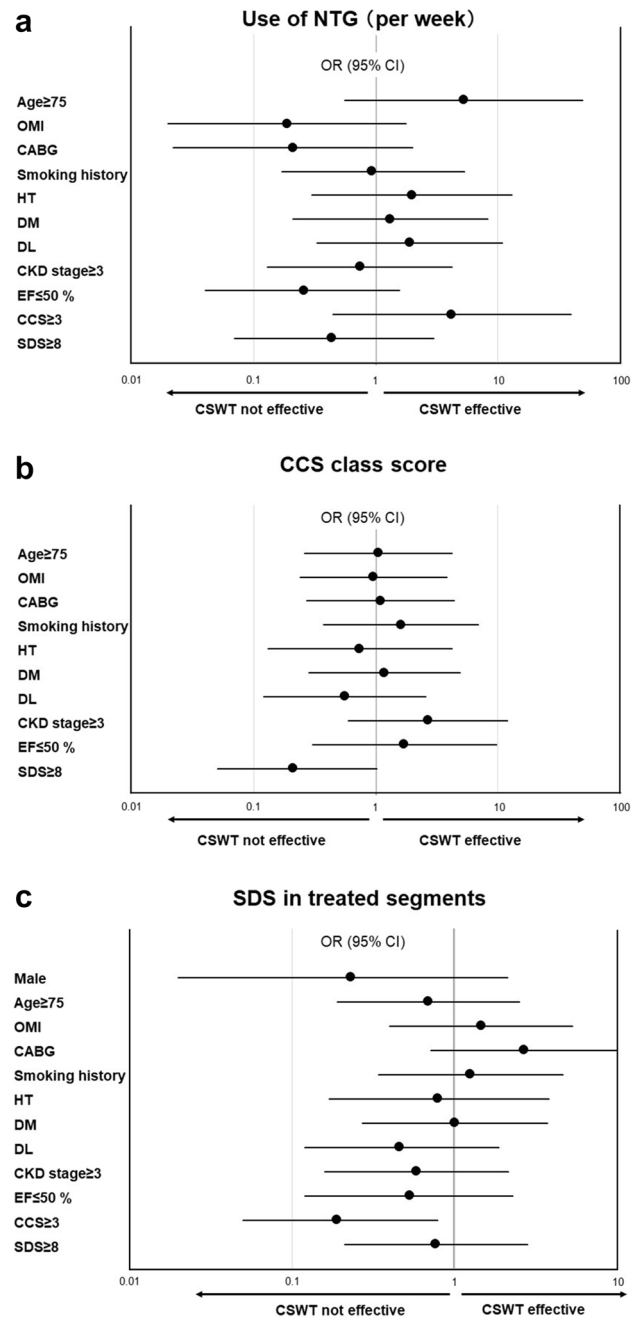 a
Use of NTG (per week)
OR (95% CI)
Age≥75
OMI
CABG
Smoking history
HT
DM
DL
CKD stage≥3
EF≤50 %
CCS≥3
SDS≥8
0.01 0.1 1 10 100
CSWT not effective CSWT effective
b
CCS class score
OR (95% CI)
Age≥75
OMI
CABG
Smoking history
HT
DM
DL
CKD stage≥3
EF≤50 %
SDS≥8
0.01 0.1 1 10 100
CSWT not effective CSWT effective
c
SDS in treated segments
OR (95% CI)
Male
Age≥75
OMI
CABG
Smoking history
HT
DM
DL
CKD stage≥3
EF≤50 %
CCS≥3
SDS≥8
0.01 0.1 1 10
CSWT not effective CSWT effective